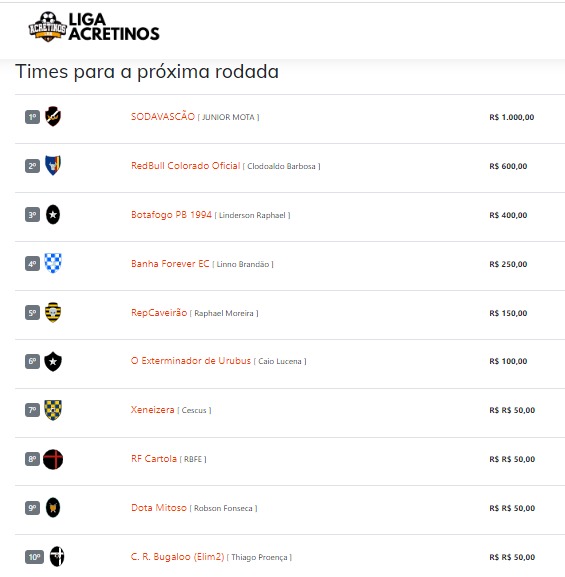 ACRETINOS
LIGA
ACRETINOS
Times para a próxima rodada
1º SODAVASCÃO [ JUNIOR MOTA ] R$ 1.000,00
2º RedBull Colorado Oficial [ Clodoaldo Barbosa ] R$ 600,00
3º Botafogo PB 1994 [ Linderson Raphael ] R$ 400,00
4º Banha Forever EC [ Linno Brandão ] R$ 250,00
5º RepCaveirão [ Raphael Moreira ] R$ 150,00
6º O Exterminador de Urubus [ Caio Lucena ] R$ 100,00
7º Xeneizera [ Cescus ] R$ R$ 50,00
8º RF Cartola [ RBFE ] R$ R$ 50,00
9º Dota Mitoso [ Robson Fonseca ] R$ R$ 50,00
10º C. R. Bugaloo (Elim2) [ Thiago Proença ] R$ R$ 50,00